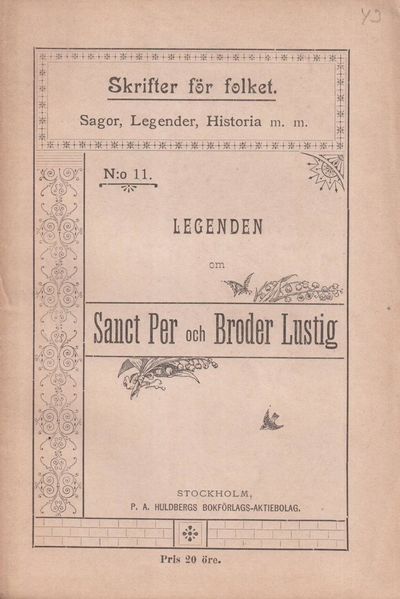 49
Skrifter för folket.
Sagor, Legender, Historia m. m.
N:o 11.
LEGENDEN
om
Sanct Per och Broder Lustig
STOCKHOLM,
P. A. HULDBERGS BOKFÖRLAGS-AKTIEBOLAG.
Pris 20 öre.